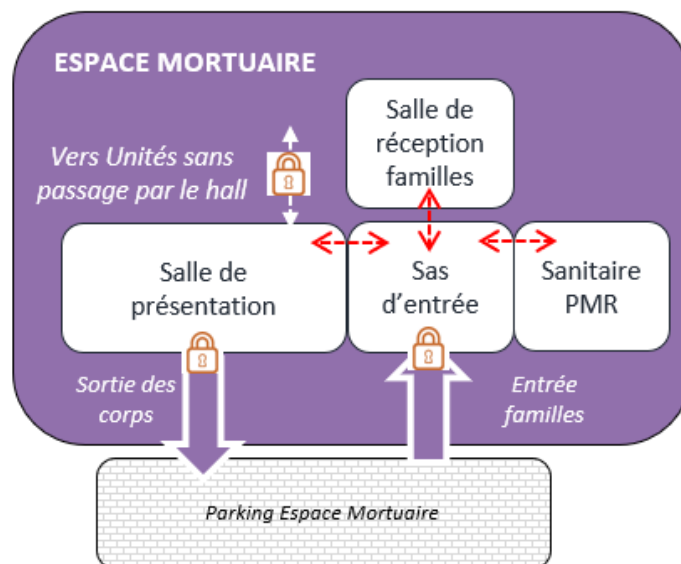 ESPACE MORTUAIRE
Salle de
réception
familles
Vers Unités sans
passage par le hall
Salle de
présentation
Sas
d'entrée
Sanitaire
PMR
Sortie des
corps
Entrée
familles
Parking Espace Mortuaire